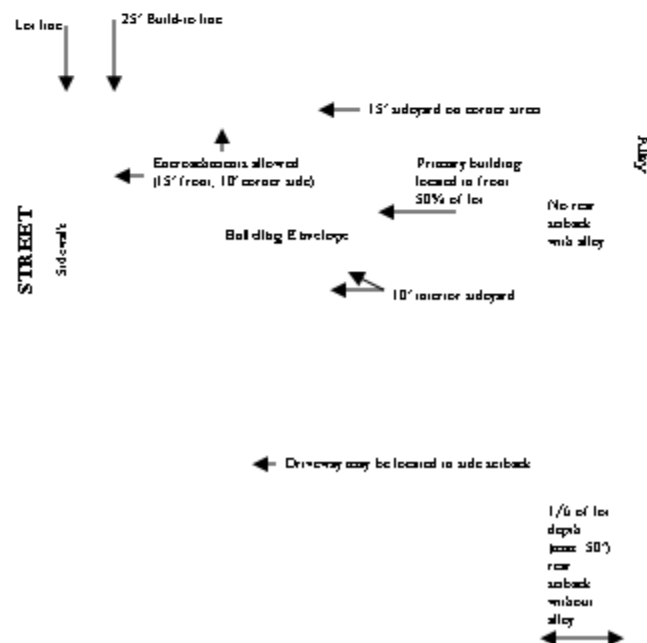 Lot line
25' Build-to line
15' sideyard on corner sites
Alley
Encroachments allowed
(15' front, 10' corner side)
Primary building
located in front
50% of lot
STREET
Sidewalk
No rear
setback
with alley
Building Envelope
10' interior sideyard
Driveway may be located in side setback
1/6 of lot
depth
50')
rear
setback
without
alley